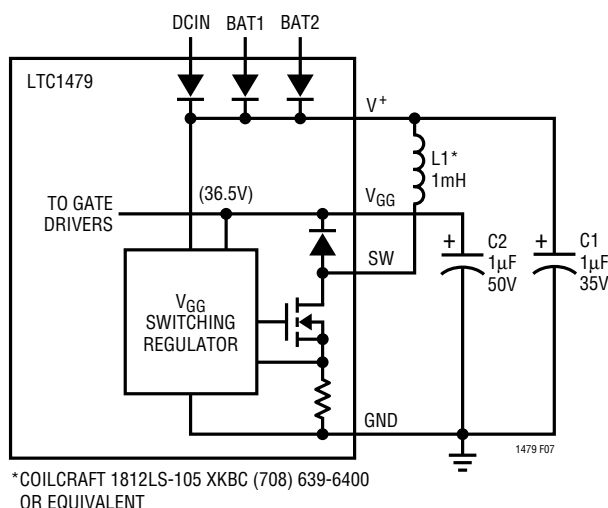 DCIN BAT1 BAT2
LTC1479
V+
L1*
1mH
TO GATE
DRIVERS
(36.5V)
VGG
SW
+ C2
1µF
50V
+ C1
1µF
35V
VGG
SWITCHING
REGULATOR
GND
1479 F07
*COILCRAFT 1812LS-105 XKBC (708) 639-6400
OR EQUIVALENT